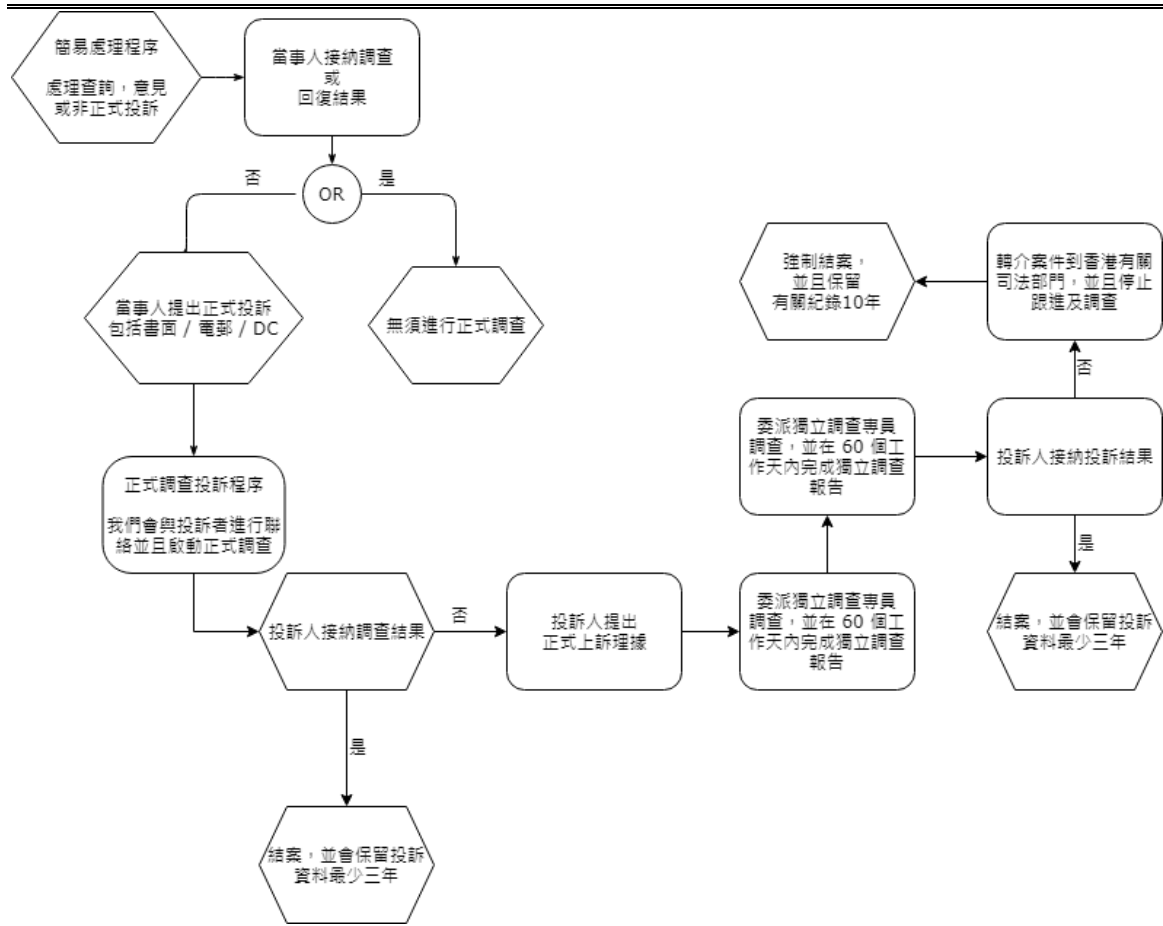 簡易處理程序
處理查詢，意見
或非正式投訴
當事人接納調查
或
回復結果
OR
否
是
當事人提出正式投訴
包括書面 / 電郵 / DC
無須進行正式調查
正式調查投訴程序
我們會與投訴者進行聯
絡並且啟動正式調查
投訴人接納調查結果
否
是
結案，並會保留投訴
資料最少三年
投訴人提出
正式上訴理據
委派獨立調查專員
調查，並在 60 個工
作天內完成獨立調查
報告
委派獨立調查專員
調查，並在 60 個工
作天內完成獨立調查
報告
投訴人接納投訴結果
否
轉介案件到香港有關
司法部門，並且停止
跟進及調查
強制結案，
並且保留
有關紀錄10年
是
結案，並會保留投訴
資料最少三年